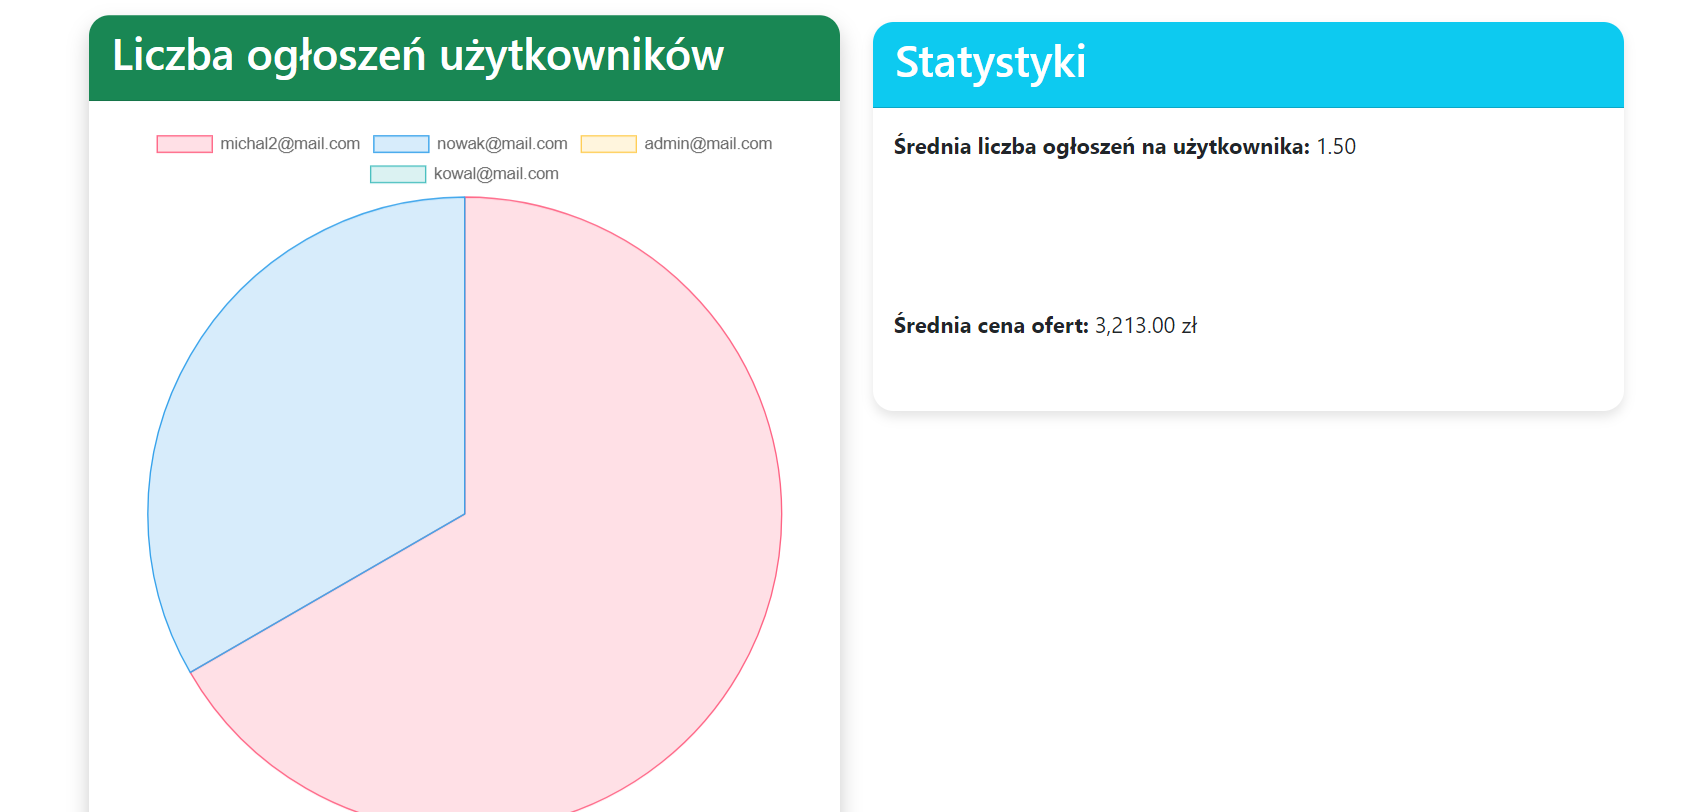 Liczba ogłoszeń użytkowników
michal2@mail.com nowak@mail.com admin@mail.com
kowal@mail.com
Statystyki
Średnia liczba ogłoszeń na użytkownika: 1.50
Średnia cena ofert: 3,213.00 zł